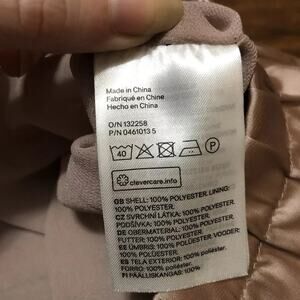 Made in China
Fabriqué en Chine
Hecho en China
O/N 132258
P/N 0461013 5
40 P
clevercare.info
GB SHELL: 100% POLYESTER. LINING:
100% POLYESTER.
CZ SVRCHNÍ LÁTKA: 100% POLYESTER.
PODŠÍVKA: 100% POLYESTER.
DE OBERMATERIAL: 100% POLYESTER.
FUTTER: 100% POLYESTER.
EE ÜMBRIS: 100% POLÜESTER.
100% POLÜESTER.
ES TELA EXTERIOR: 100% poliéster.
FORRO: 100% poliéster.
FI PÄÄLLISKANGAS: 100%